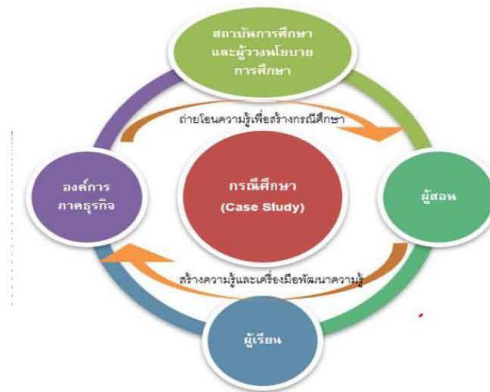 สถาบันการศึกษา
และผู้วางนโยบาย
การศึกษา
ถ่ายโอนความรู้เพื่อสร้างกรณีศึกษา
องค์การ
ภาคธุรกิจ
กรณีศึกษา
(Case Study)
ผู้สอน
สร้างความรู้และเครื่องมือพัฒนาความรู้
ผู้เรียน